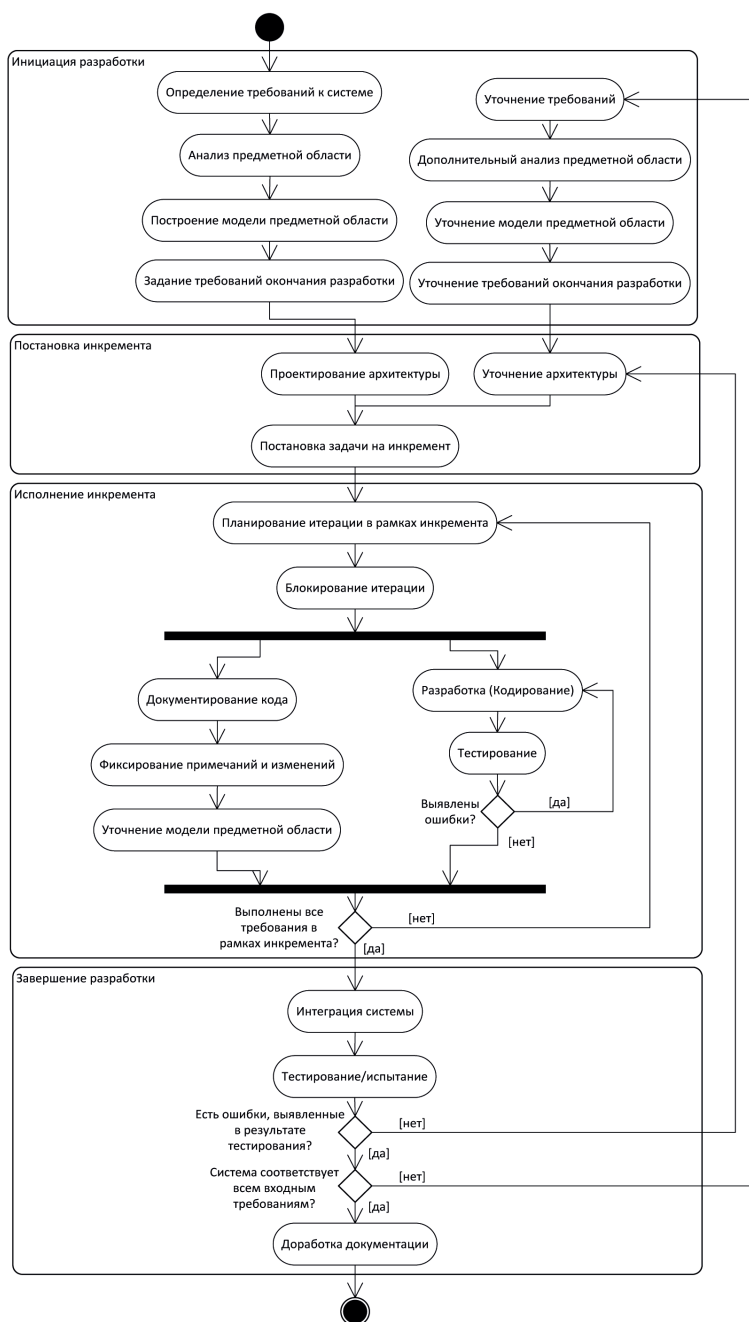 Инициация разработки
Определение требований к системе
Уточнение требований
Анализ предметной области
Дополнительный анализ предметной области
Построение модели предметной области
Уточнение модели предметной области
Задание требований окончания разработки
Уточнение требований окончания разработки
Постановка инкремента
Проектирование архитектуры
Уточнение архитектуры
Постановка задачи на инкремент
Исполнение инкремента
Планирование итерации в рамках инкремента
Блокирование итерации
Документирование кода
Разработка (Кодирование)
Фиксирование примечаний и изменений
Тестирование
Выявлены
ошибки?
[да]
[нет]
Уточнение модели предметной области
Выполнены все
требования в
рамках инкремента?
[нет]
[да]
Завершение разработки
Интеграция системы
Тестирование/испытание
Есть ошибки, выявленные
в результате
тестирования?
[нет]
[да]
Система соответствует
всем входным
требованиям?
[нет]
[да]
Доработка документации